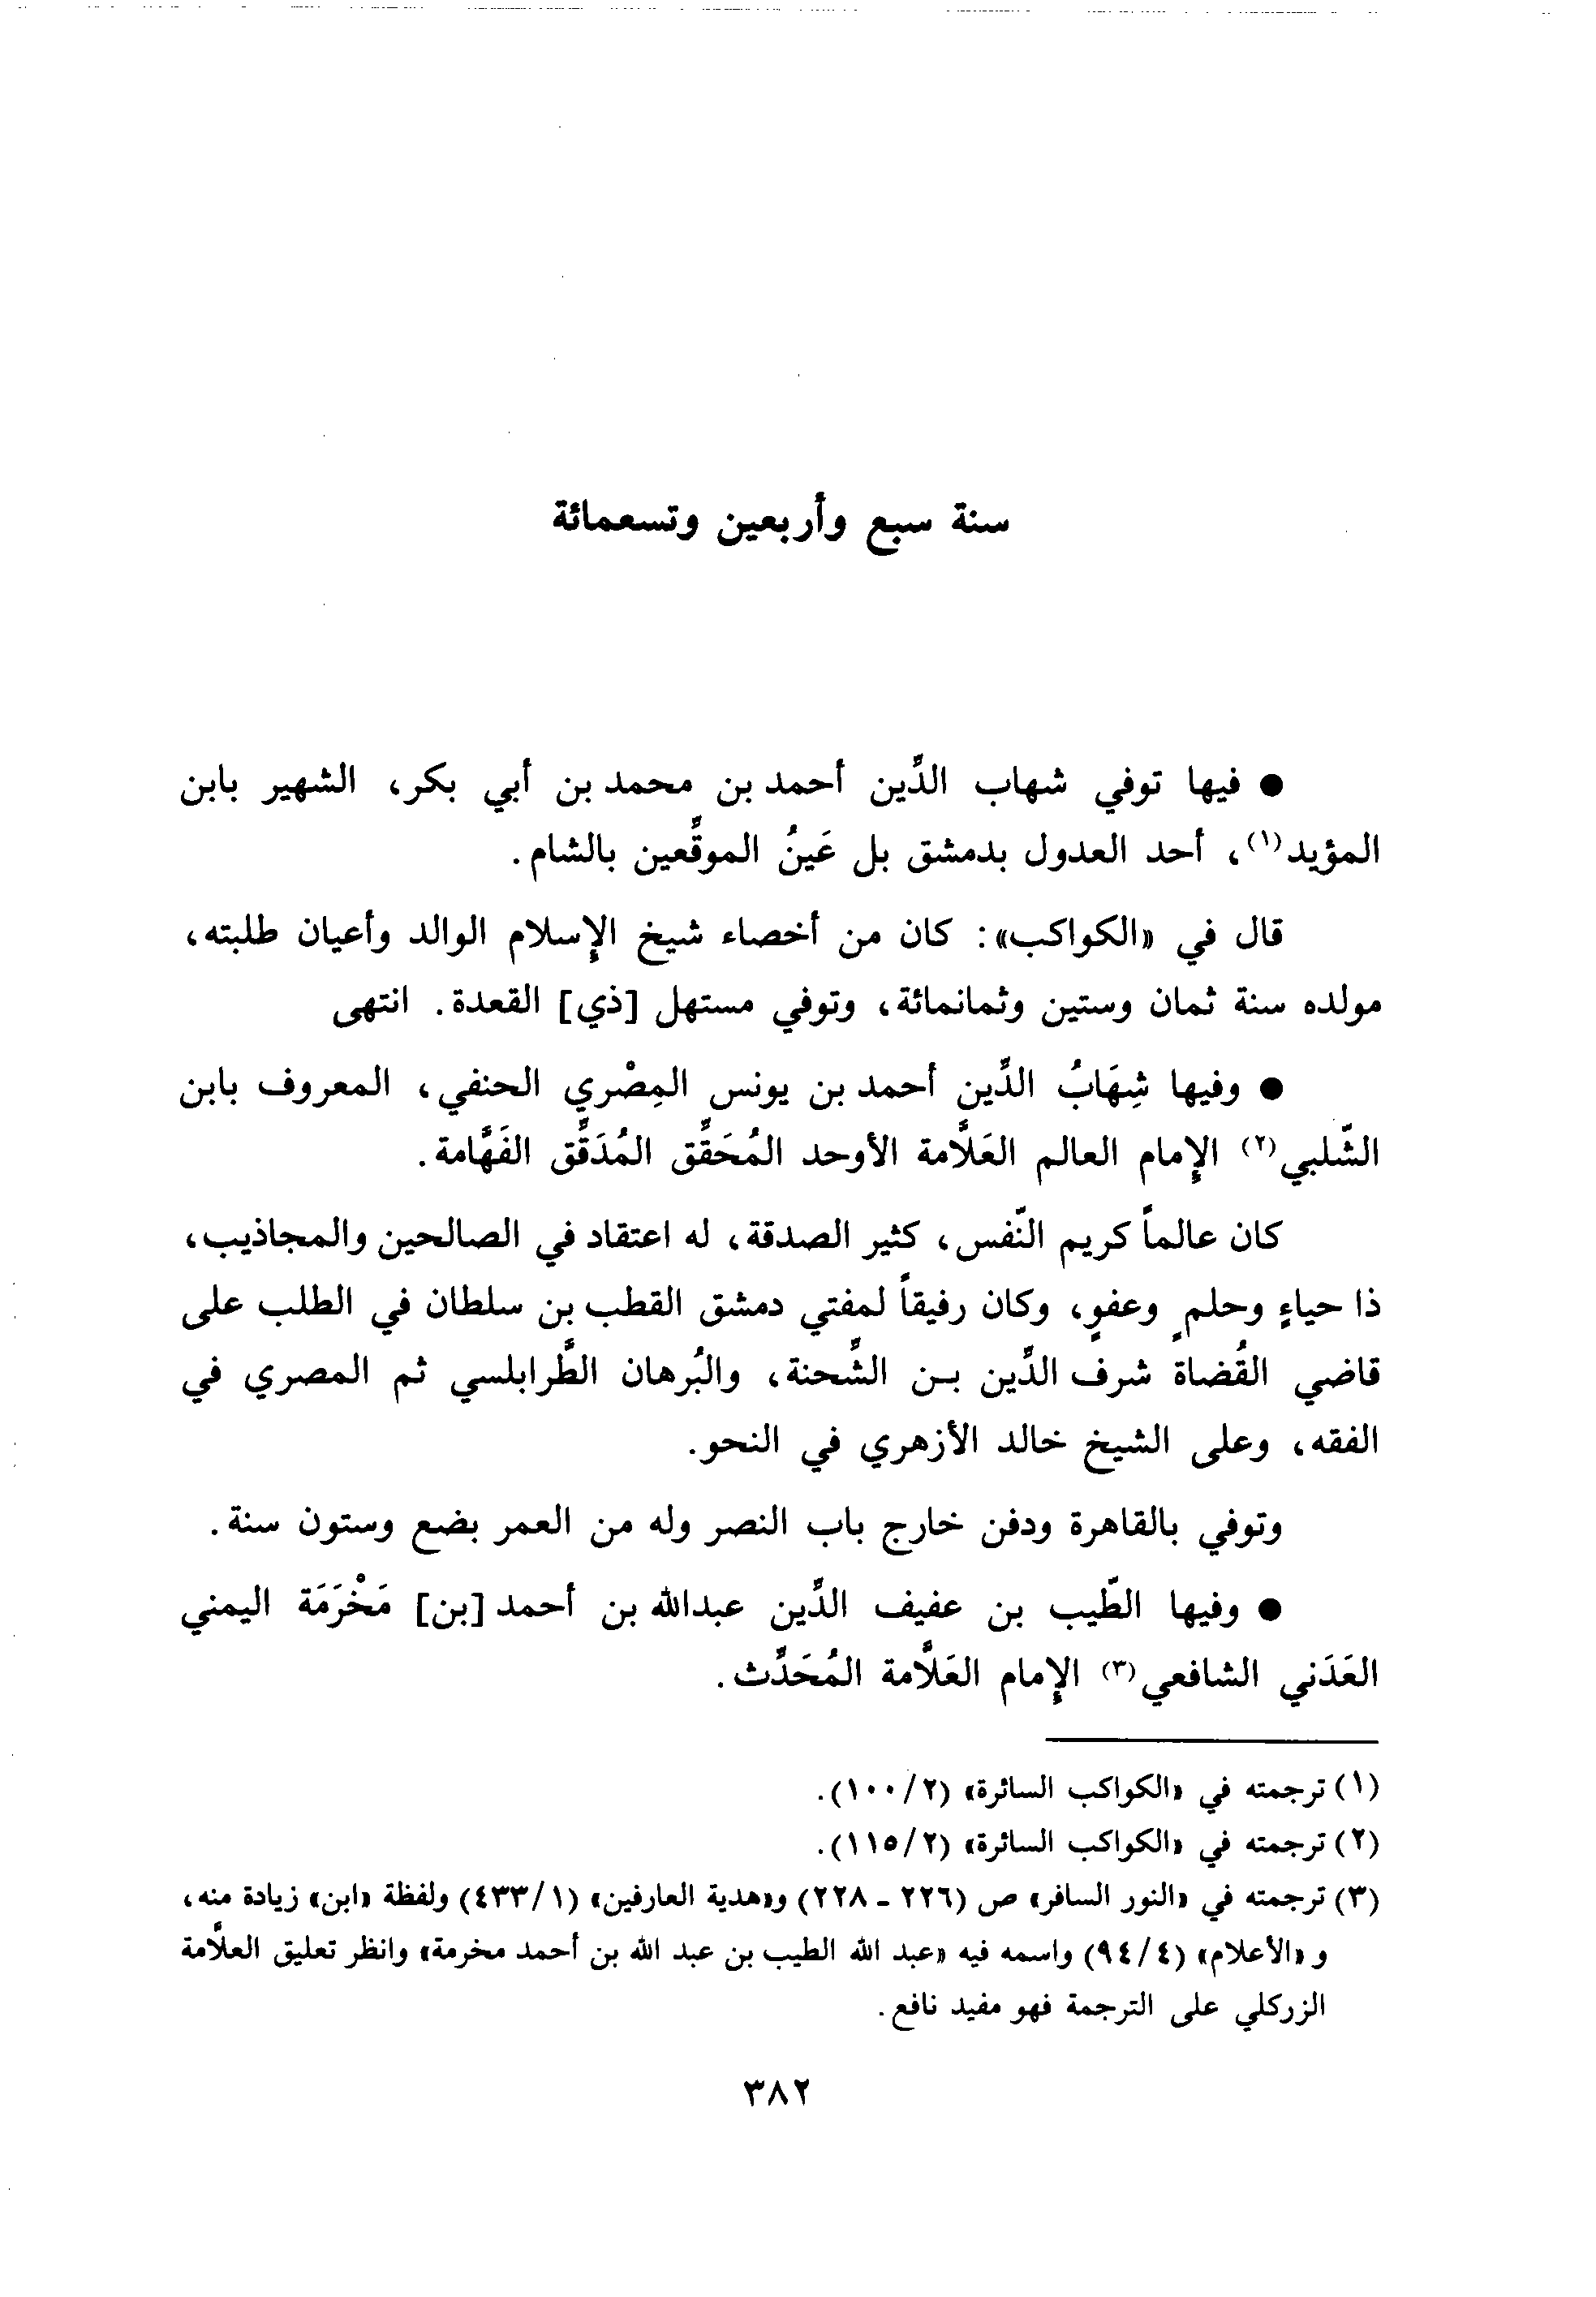 سنة سبع وأربعين وتسعمائة
● فيها توفي شهاب الدِّين أحمد بن محمد بن أبي بكر، الشهير بابن
المؤيد(١)، أحد العدول بدمشق بل عَينُ الموقِّعين بالشام.
قال في «الكواكب»: كان من أخصاء شيخ الإسلام الوالد وأعيان طلبته،
مولده سنة ثمان وستين وثمانمائة، وتوفي مستهل [ذي] القعدة. انتهى
● وفيها شِهَابُ الدِّين أحمد بن يونس المِصْري الحنفي، المعروف بابن
الشّلبي(٢) الإمام العالم العَلَّامة الأوحد المُحَقِّق المُدَقِّق الفَهَّامة.
كان عالماً كريم النّفس، كثير الصدقة، له اعتقاد في الصالحين والمجاذيب،
ذا حياءٍ وحلمٍ وعفوٍ، وكان رفيقاً لمفتي دمشق القطب بن سلطان في الطلب على
قاضي القُضاة شرف الدِّين بن الشِّحنة، والبُرهان الطَّرابلسي ثم المصري في
الفقه، وعلى الشيخ خالد الأزهري في النحو.
وتوفي بالقاهرة ودفن خارج باب النصر وله من العمر بضع وستون سنة.
● وفيها الطّيب بن عفيف الدِّين عبدالله بن أحمد [بن] مَخْرَمَة اليمني
العَدَني الشافعي(٣) الإمام العَلَّامة المُحَدِّث.
(١) ترجمته في «الكواكب السائرة» (٢/١٠٠).
(٢) ترجمته في «الكواكب السائرة» (٢/١١٥).
(٣) ترجمته في «النور السافر» ص (٢٢٦ - ٢٢٨) و«هدية العارفين» (١/٤٣٣) ولفظة «ابن» زيادة منه،
و «الأعلام» (٤/٩٤) واسمه فيه «عبد الله الطيب بن عبد الله بن أحمد مخرمة» وانظر تعليق العلّامة
الزركلي على الترجمة فهو مفيد نافع.
٣٨٢